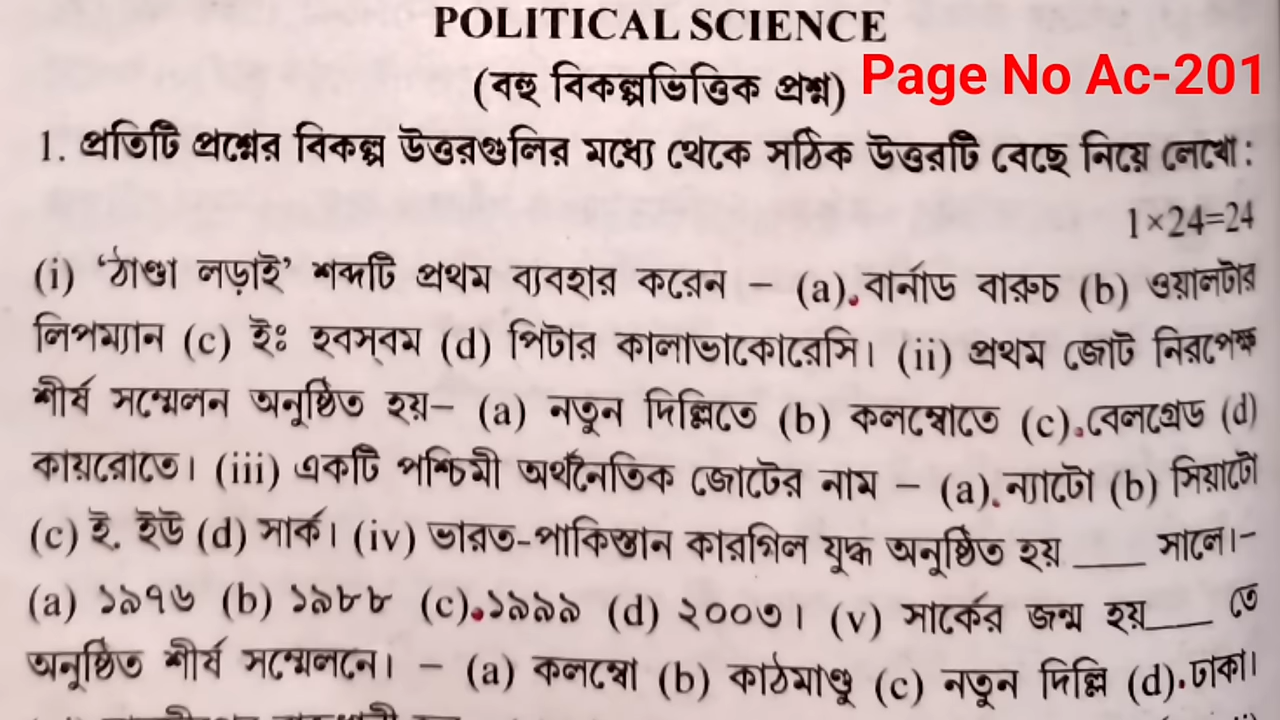 POLITICAL SCIENCE
(বহু বিকল্পভিত্তিক প্রশ্ন) Page No Ac-201
1. প্রতিটি প্রশ্নের বিকল্প উত্তরগুলির মধ্যে থেকে সঠিক উত্তরটি বেছে নিয়ে লেখো:
1×24=24
(i) ‘ঠাণ্ডা লড়াই’ শব্দটি প্রথম ব্যবহার করেন – (a) বার্নাড বারুচ (b) ওয়ালটার
লিপম্যান (c) ইঃ হবস্‌বম (d) পিটার কালাভাকোরেসি। (ii) প্রথম জোট নিরপেক্ষ
শীর্ষ সম্মেলন অনুষ্ঠিত হয়– (a) নতুন দিল্লিতে (b) কলম্বোতে (c) বেলগ্রেড (d)
কায়রোতে। (iii) একটি পশ্চিমী অর্থনৈতিক জোটের নাম – (a) ন্যাটো (b) সিয়াটো
(c) ই. ইউ (d) সার্ক। (iv) ভারত-পাকিস্তান কারগিল যুদ্ধ অনুষ্ঠিত হয় ___ সালে।–
(a) ১৯৭৬ (b) ১৯৮৮ (c) ১৯৯৯ (d) ২০০৩। (v) সার্কের জন্ম হয়___ তে
অনুষ্ঠিত শীর্ষ সম্মেলনে। – (a) কলম্বো (b) কাঠমাণ্ডু (c) নতুন দিল্লি (d) ঢাকা।